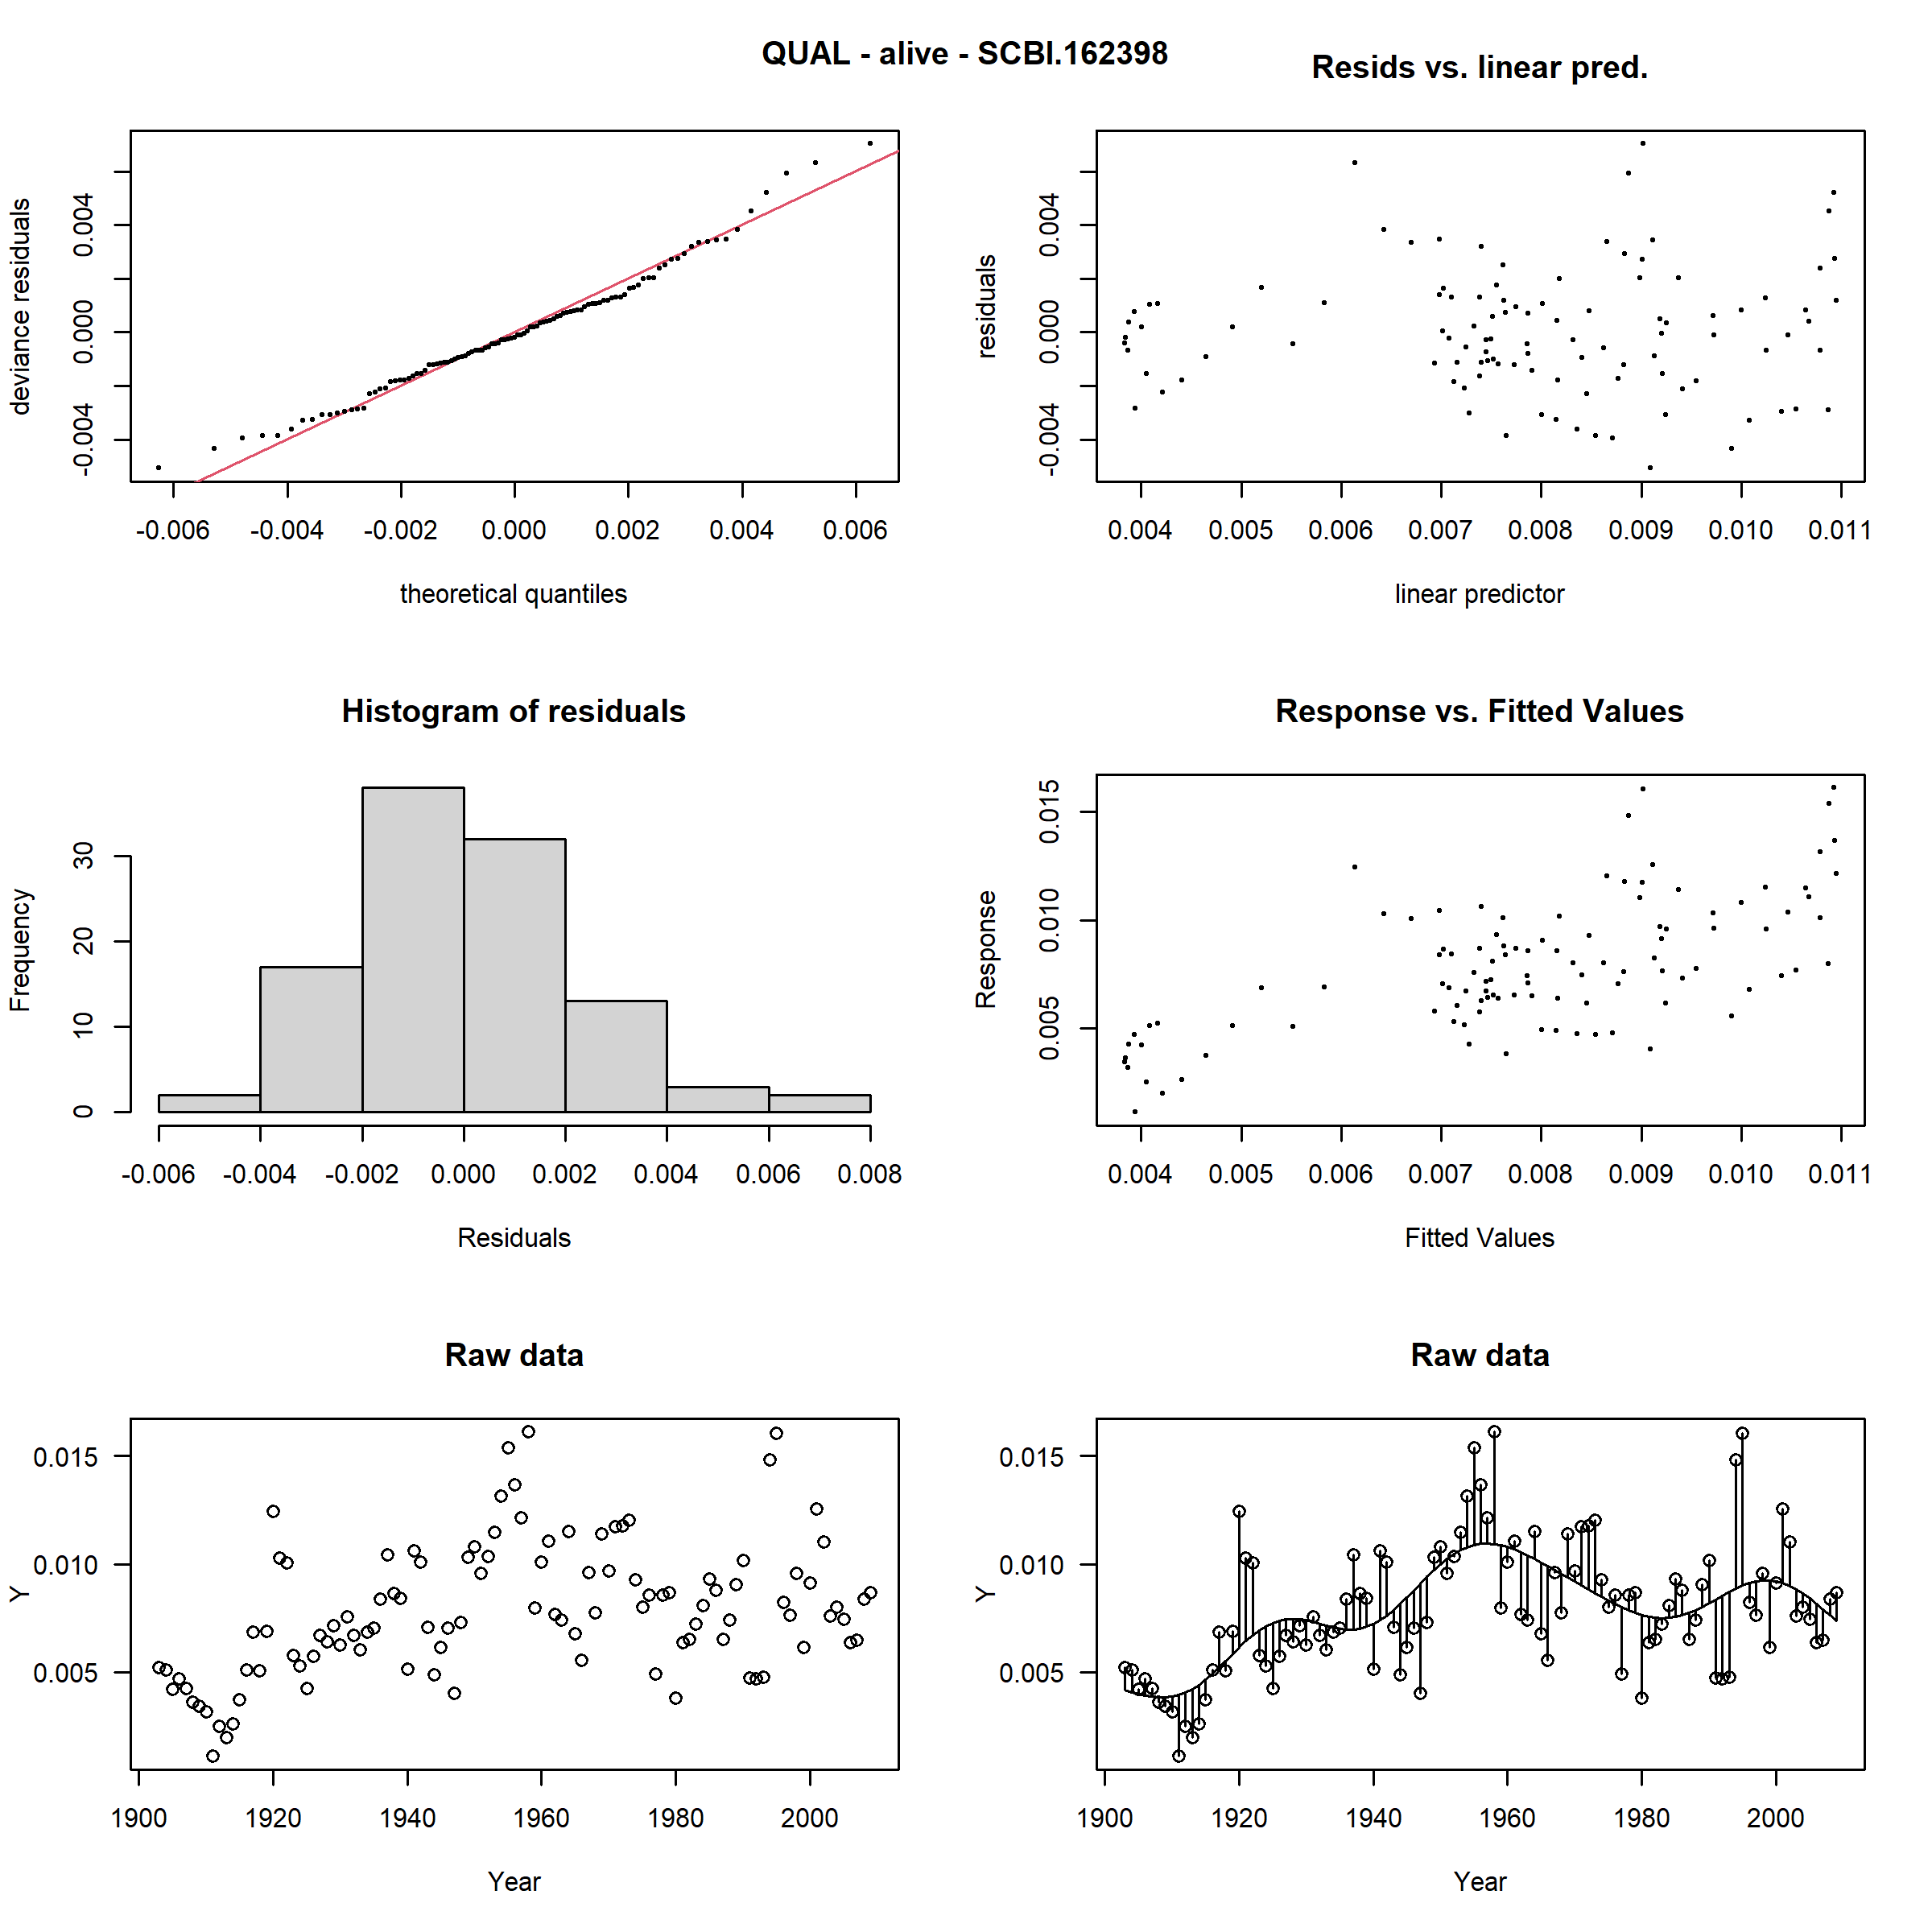 QUAL - alive - SCBI.162398
Resids vs. linear pred.
deviance residuals
-0.004 0.000 0.004
-0.006 -0.004 -0.002 0.000 0.002 0.004 0.006
theoretical quantiles
residuals
-0.004 0.000 0.004
0.004 0.005 0.006 0.007 0.008 0.009 0.010 0.011
linear predictor
Histogram of residuals
Frequency
0 10 20 30
-0.006 -0.004 -0.002 0.000 0.002 0.004 0.006 0.008
Residuals
Response vs. Fitted Values
Response
0.005 0.010 0.015
0.004 0.005 0.006 0.007 0.008 0.009 0.010 0.011
Fitted Values
Raw data
Y
0.015
0.010
0.005
1900 1920 1940 1960 1980 2000
Year
Raw data
Y
0.015
0.010
0.005
1900 1920 1940 1960 1980 2000
Year